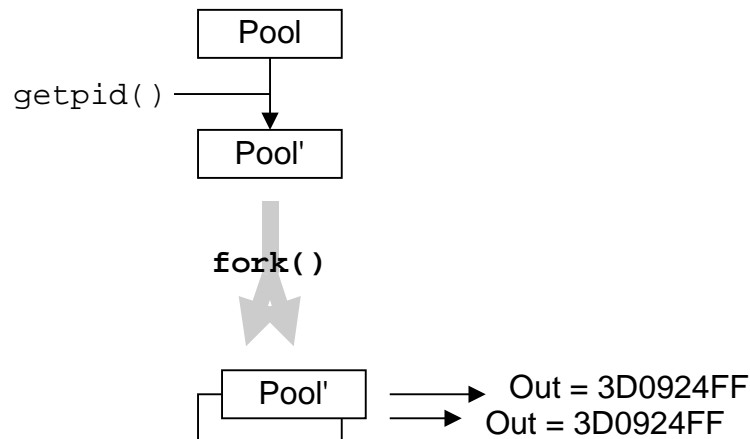 Pool
getpid()
Pool'
fork()
Pool'
Out = 3D0924FF
Out = 3D0924FF